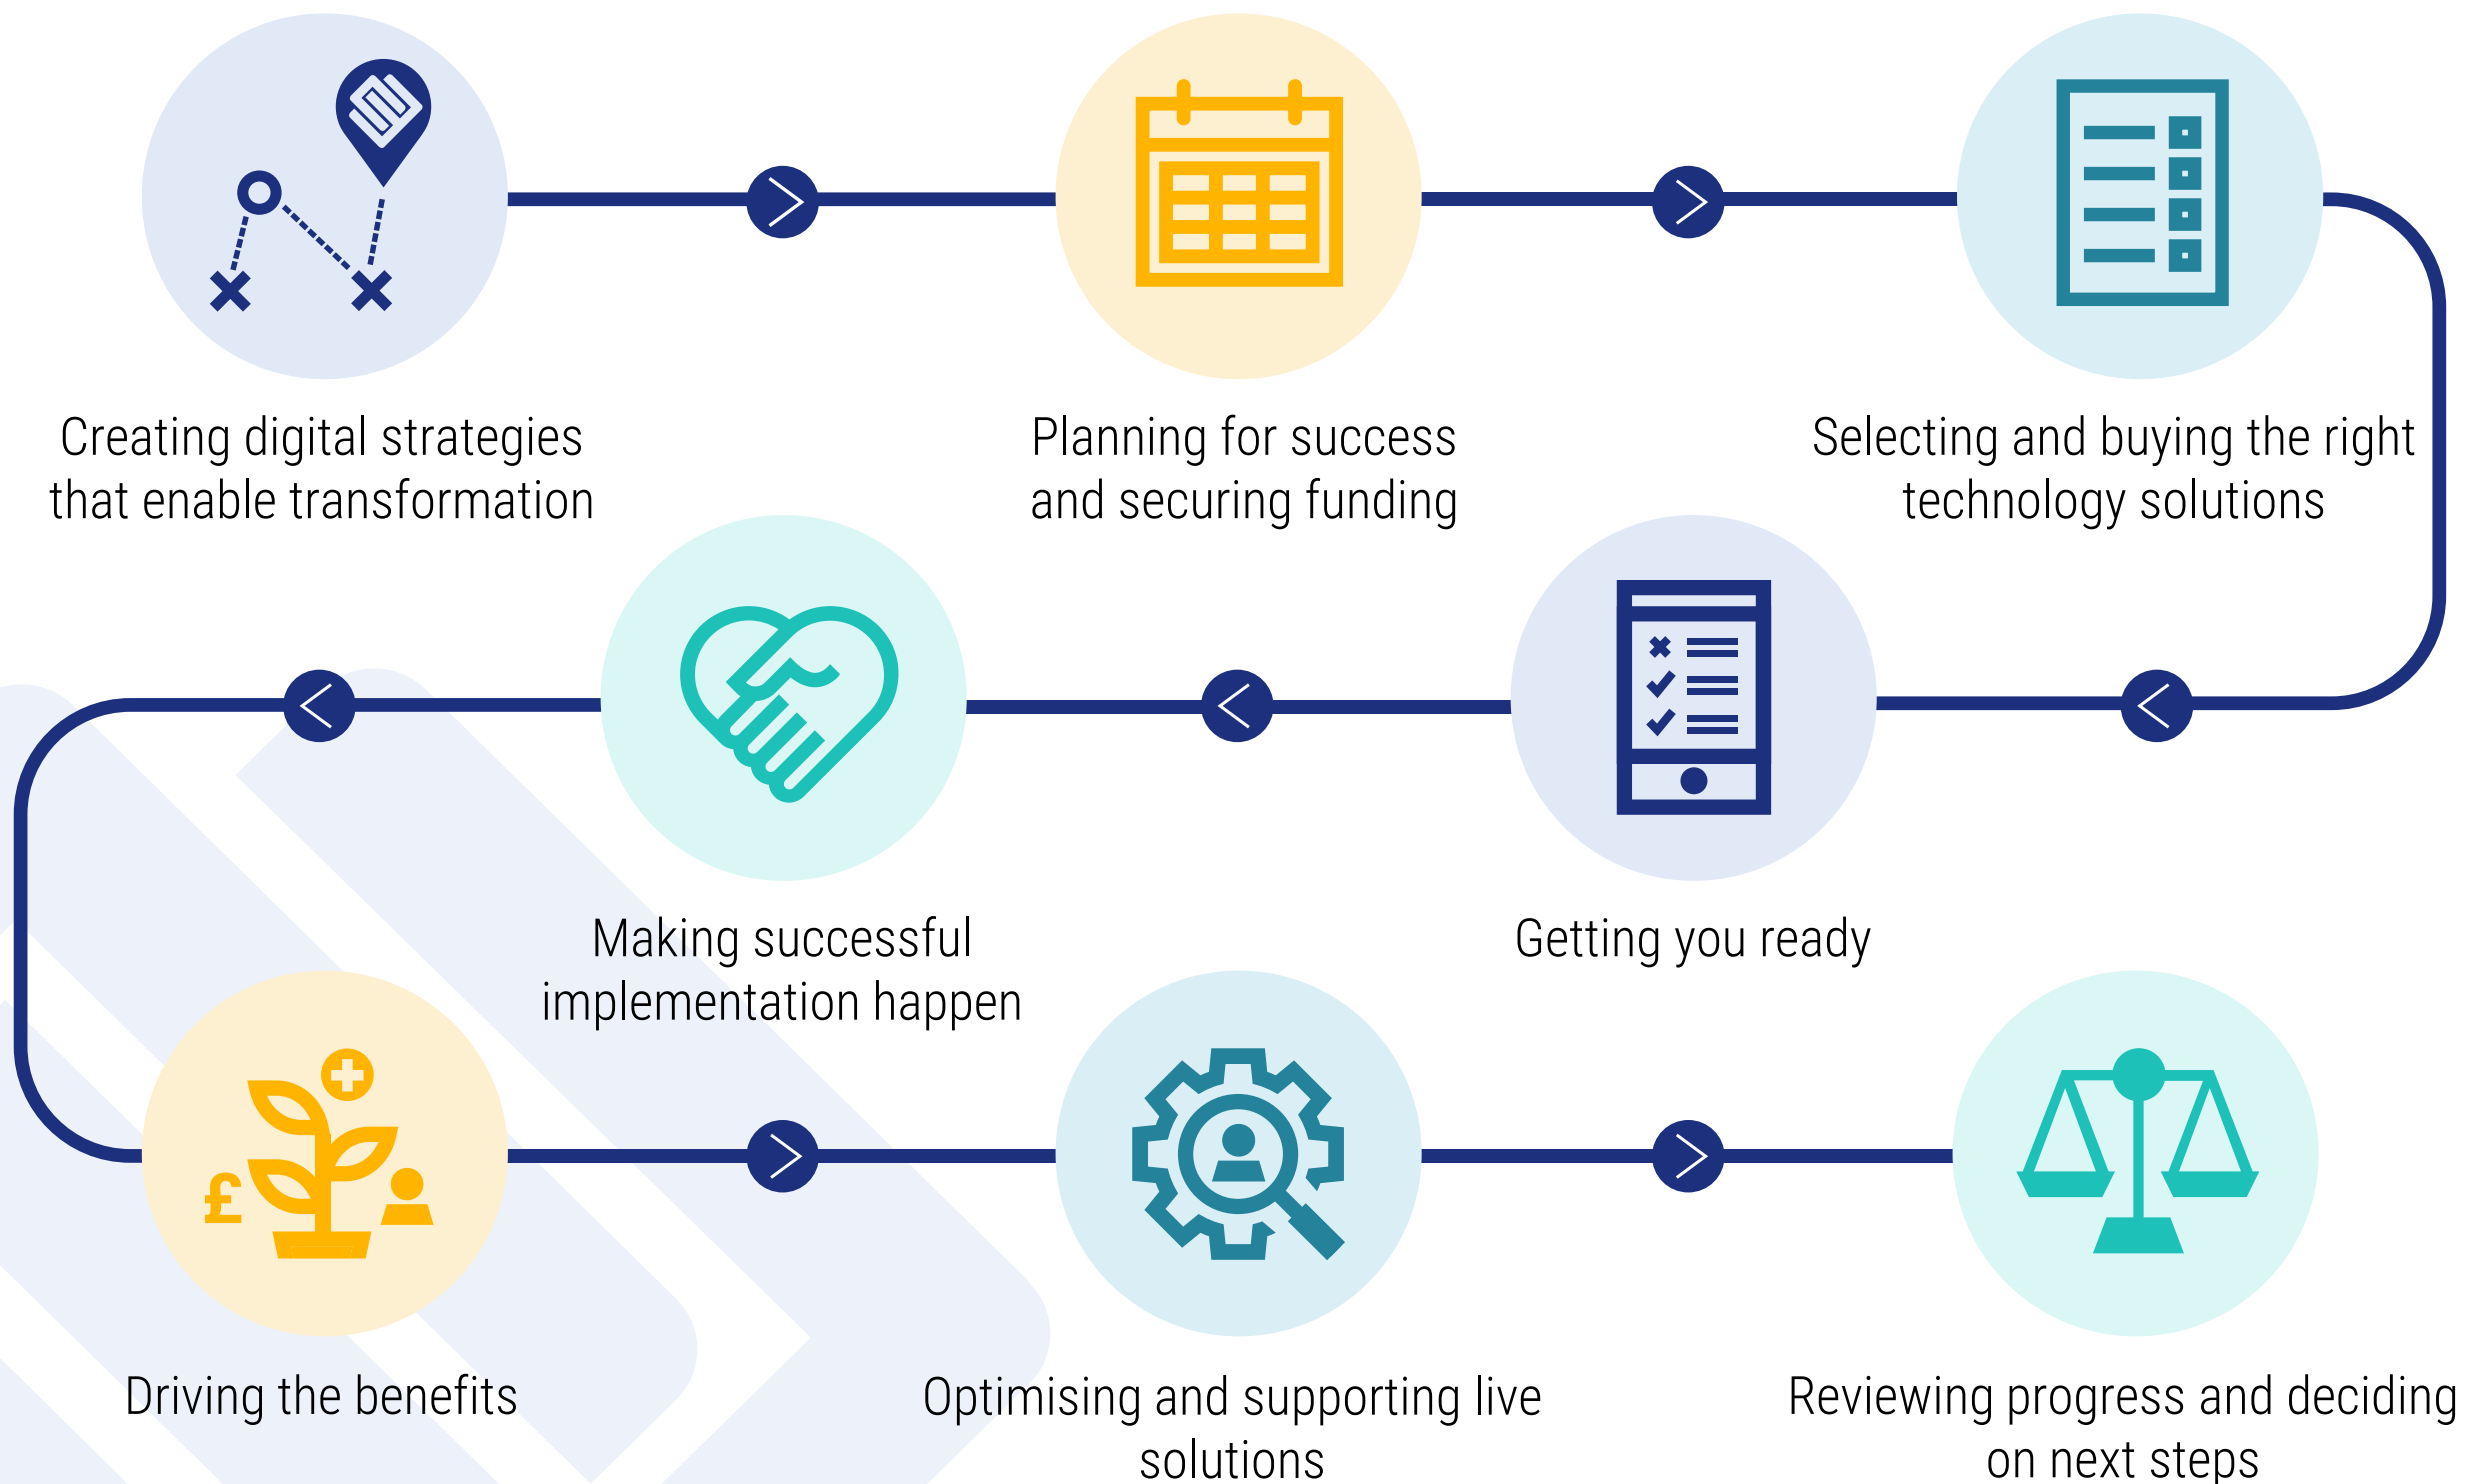 Creating digital strategies
that enable transformation
Planning for success
and securing funding
Selecting and buying the right
technology solutions
Getting you ready
Making successful
implementation happen
£
Driving the benefits
Optimising and supporting live
solutions
Reviewing progress and deciding
on next steps